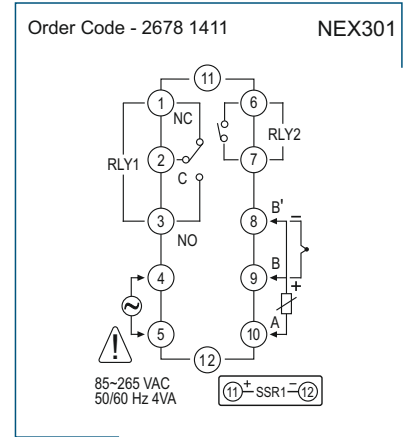 Order Code - 2678 1411
NEX301
11
1
NC
6
RLY2
RLY1
2
C
7
3
NO
8
B'
–
4
9
B
+
5
10
A
12
85~265 VAC
50/60 Hz 4VA
11 + SSR1 – 12